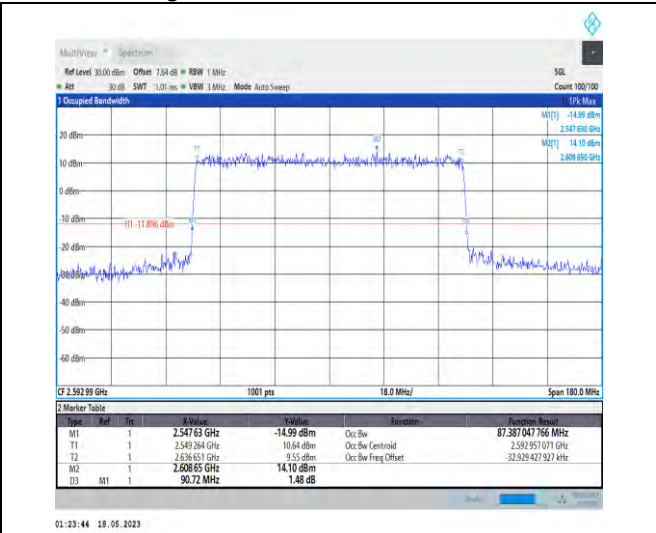 MultiView Spectrum
Ref Level 30.00 dBm Offset 7.64 dB RBW 1 MHz SGL
Att 30 dB SWT 1.01 ms VBW 3 MHz Mode Auto Sweep Count 100/100
1 Occupied Bandwidth 1Pk Max
M1[1] -14.99 dBm
2.547 630 GHz
M2[1] 14.10 dBm
2.608 650 GHz
20 dBm
10 dBm
0 dBm
-10 dBm
H1 -11.896 dBm
-20 dBm
-30 dBm
-40 dBm
-50 dBm
-60 dBm
CF 2.592 99 GHz 1001 pts 18.0 MHz/ Span 180.0 MHz
2 Marker Table
Type Ref Trc X-Value Y-Value Function Function Result
M1 1 2.547 63 GHz -14.99 dBm Occ Bw 87.387 047 766 MHz
T1 1 2.549 264 GHz 10.64 dBm Occ Bw Centroid 2.592 957 071 GHz
T2 1 2.636 651 GHz 9.55 dBm Occ Bw Freq Offset -32.929 427 927 kHz
M2 1 2.608 65 GHz 14.10 dBm
D3 M1 1 90.72 MHz 1.48 dB
01:23:44 18.05.2023